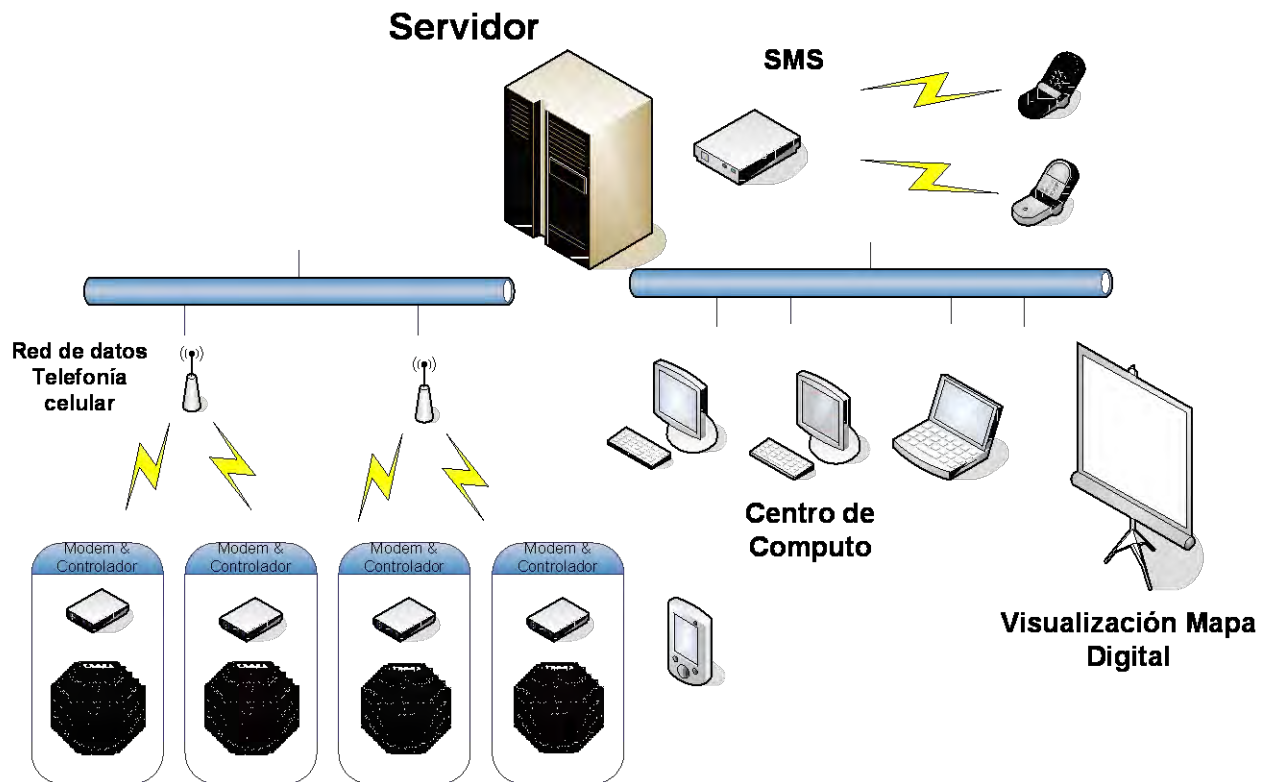 Servidor
SMS
Red de datos
Telefonía
celular
Centro de
Computo
Visualización Mapa
Digital
Modem &
Controlador
Modem &
Controlador
Modem &
Controlador
Modem &
Controlador